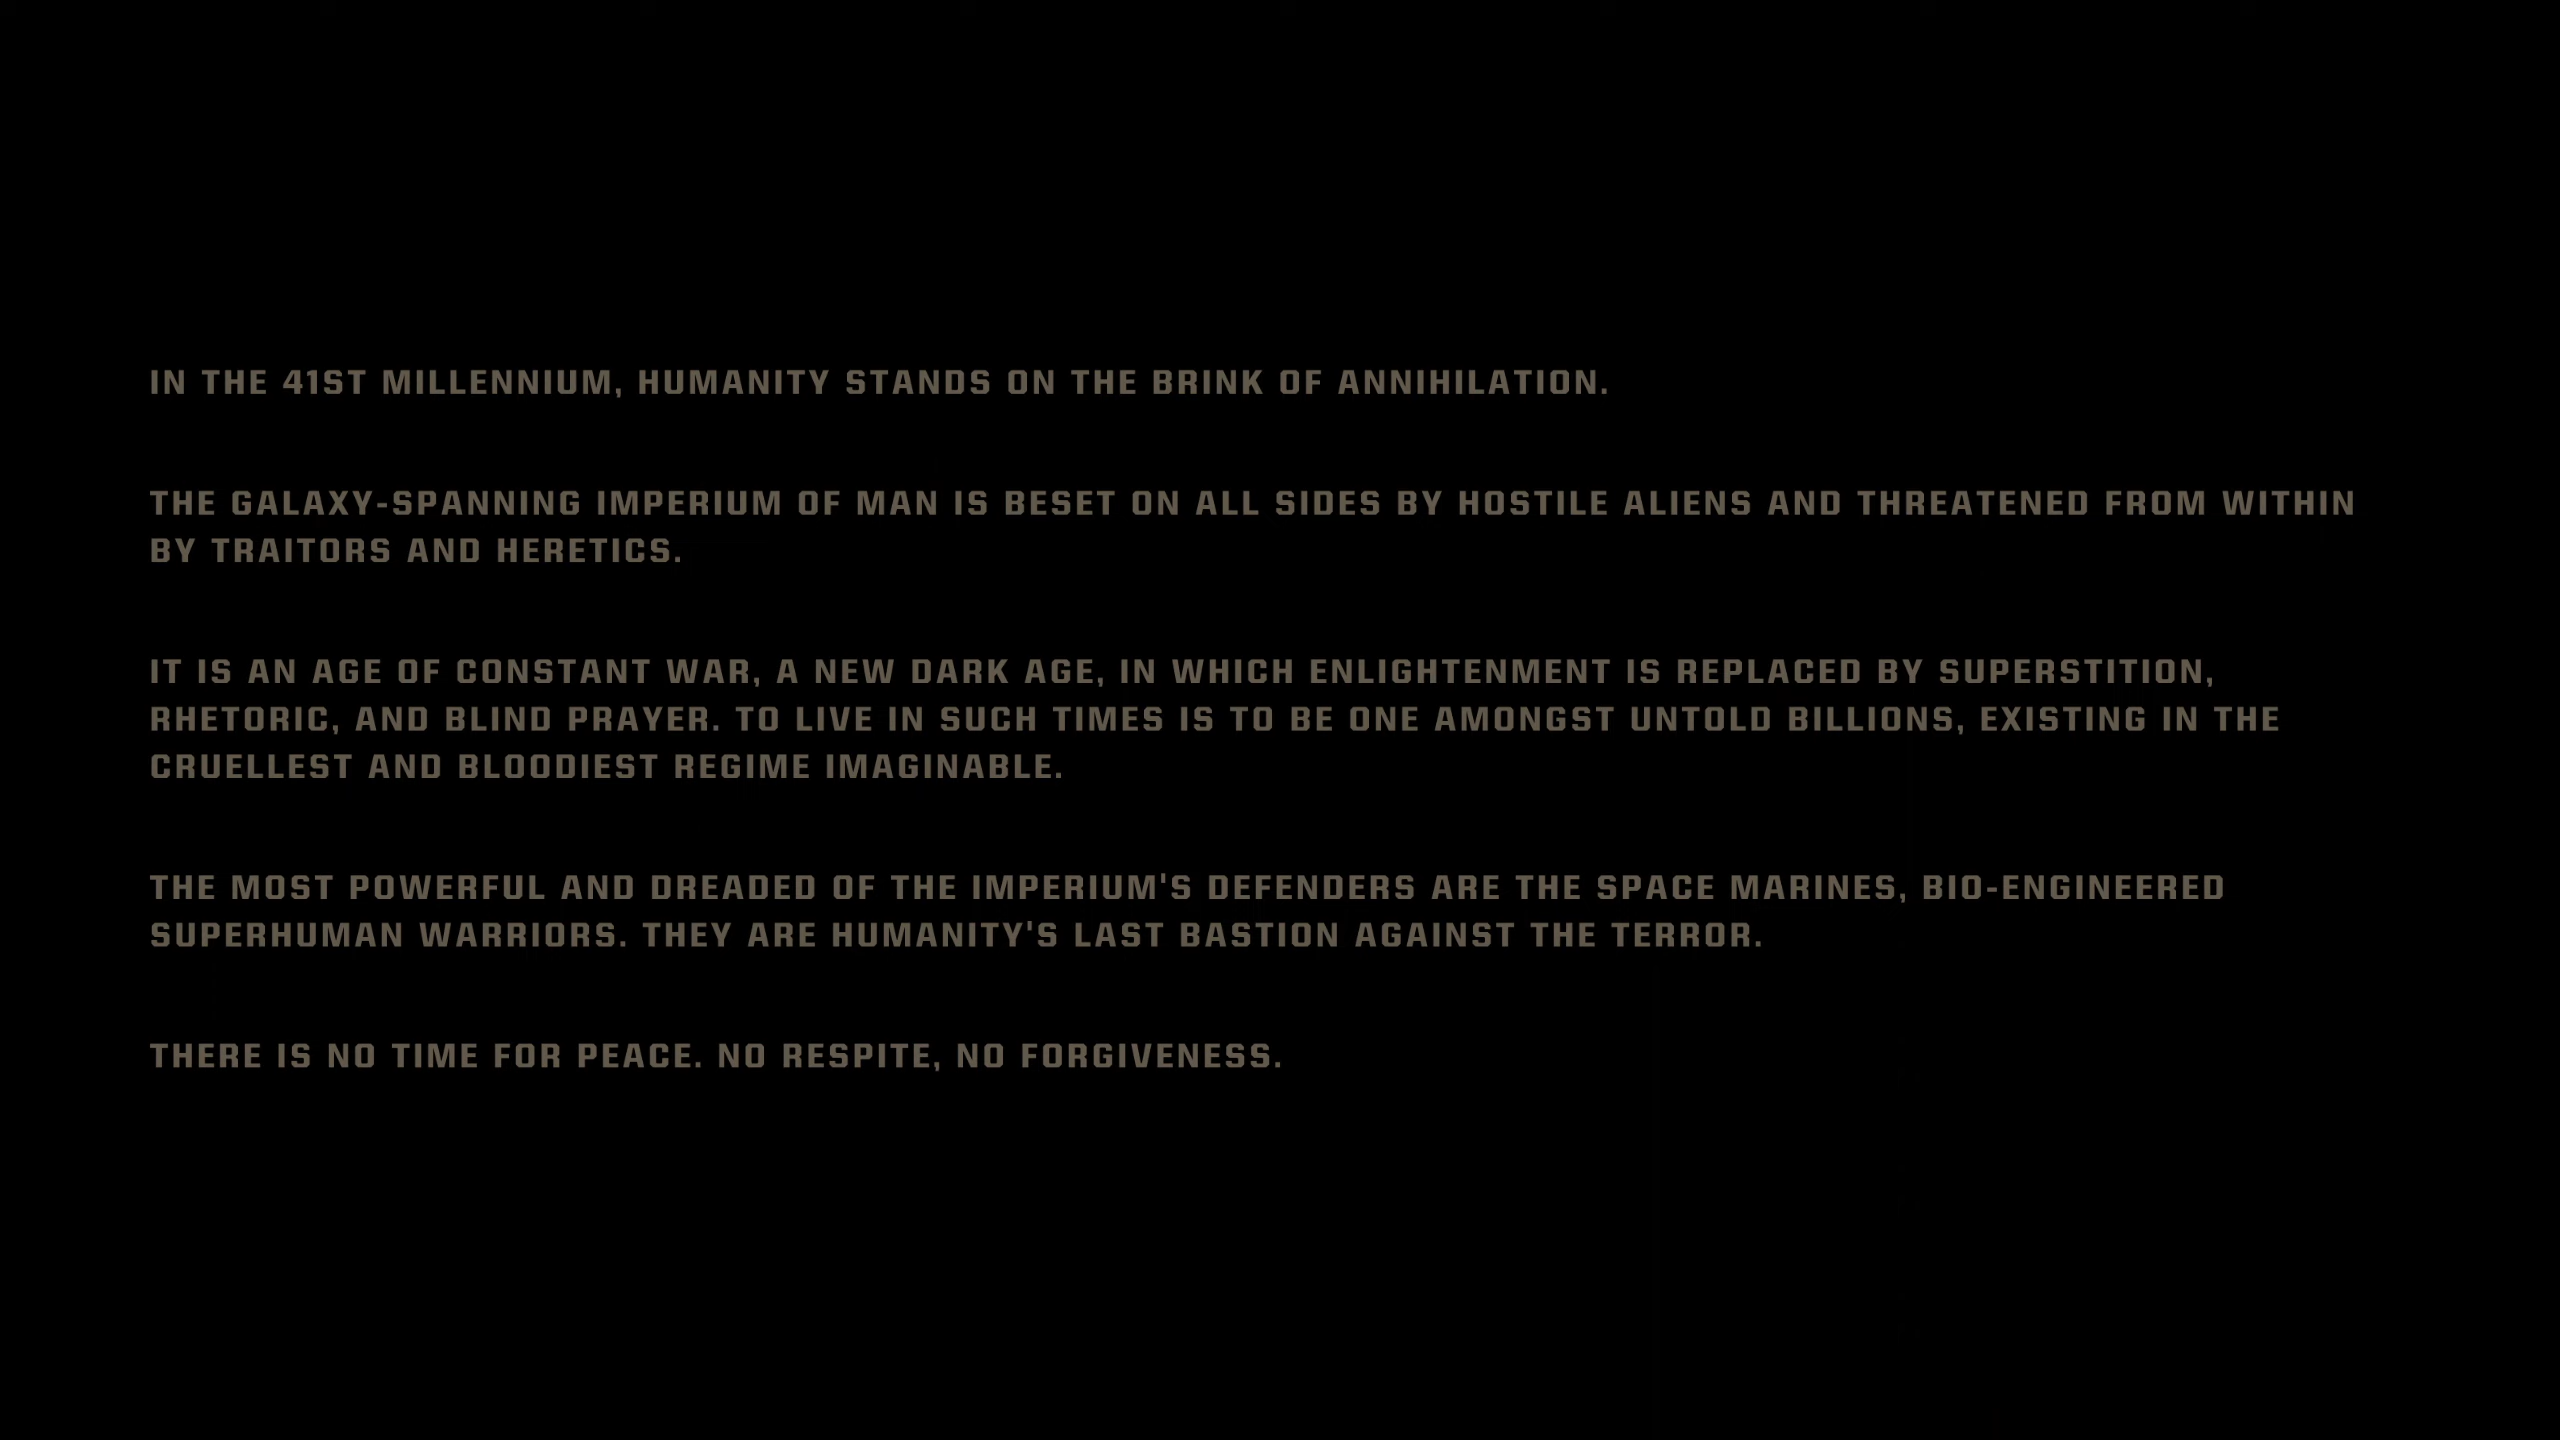 IN THE 41ST MILLENNIUM, HUMANITY STANDS ON THE BRINK OF ANNIHILATION.
THE GALAXY-SPANNING IMPERIUM OF MAN IS BESET ON ALL SIDES BY HOSTILE ALIENS AND THREATENED FROM WITHIN
BY TRAITORS AND HERETICS.
IT IS AN AGE OF CONSTANT WAR, A NEW DARK AGE, IN WHICH ENLIGHTENMENT IS REPLACED BY SUPERSTITION,
RHETORIC, AND BLIND PRAYER. TO LIVE IN SUCH TIMES IS TO BE ONE AMONGST UNTOLD BILLIONS, EXISTING IN THE
CRUELLEST AND BLOODIEST REGIME IMAGINABLE.
THE MOST POWERFUL AND DREADED OF THE IMPERIUM'S DEFENDERS ARE THE SPACE MARINES, BIO-ENGINEERED
SUPERHUMAN WARRIORS. THEY ARE HUMANITY'S LAST BASTION AGAINST THE TERROR.
THERE IS NO TIME FOR PEACE. NO RESPITE, NO FORGIVENESS.